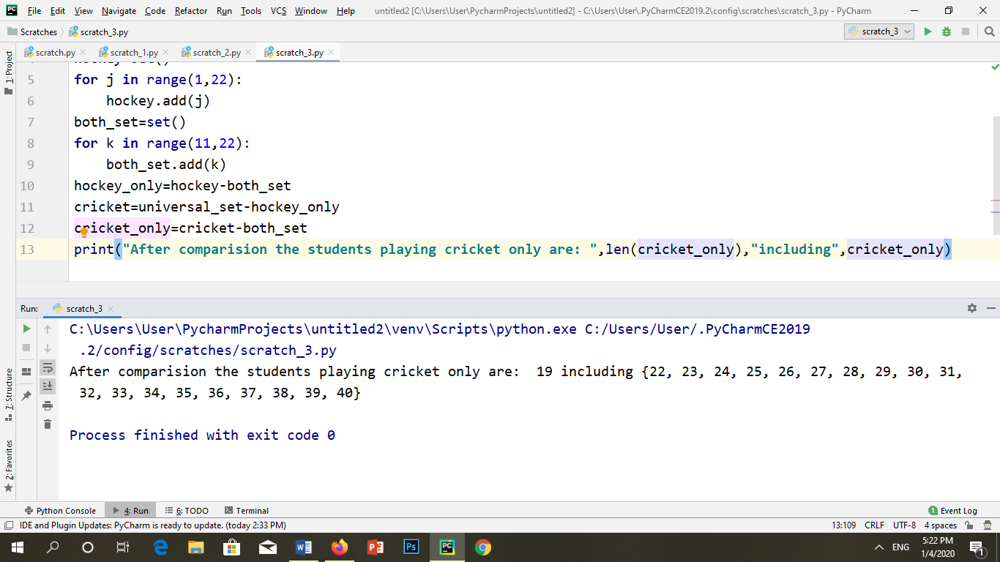 PC File Edit View Navigate Code Refactor Run Tools VCS Window Help untitled2 [C:\Users\User\PycharmProjects\untitled2] - C:\Users\User\.PyCharmCE2019.2\config\scratches\scratch_3.py - PyCharm
Scratches scratch_3.py scratch_3
scratch.py scratch_1.py scratch_2.py scratch_3.py
1: Project
5 for j in range(1,22):
6 hockey.add(j)
7 both_set=set()
8 for k in range(11,22):
9 both_set.add(k)
10 hockey_only=hockey-both_set
11 cricket=universal_set-hockey_only
12 cricket_only=cricket-both_set
13 print("After comparision the students playing cricket only are: ",len(cricket_only),"including",cricket_only)
Run: scratch_3
C:\Users\User\PycharmProjects\untitled2\venv\Scripts\python.exe C:/Users/User/.PyCharmCE2019
.2/config/scratches/scratch_3.py
After comparision the students playing cricket only are:  19 including {22, 23, 24, 25, 26, 27, 28, 29, 30, 31,
32, 33, 34, 35, 36, 37, 38, 39, 40}
Process finished with exit code 0
7: Structure
2: Favorites
Python Console 4: Run 6: TODO Terminal 1 Event Log
IDE and Plugin Updates: PyCharm is ready to update. (today 2:33 PM) 13:109 CRLF UTF-8 4 spaces
W P Ps PC ENG 5:22 PM 1
1/4/2020